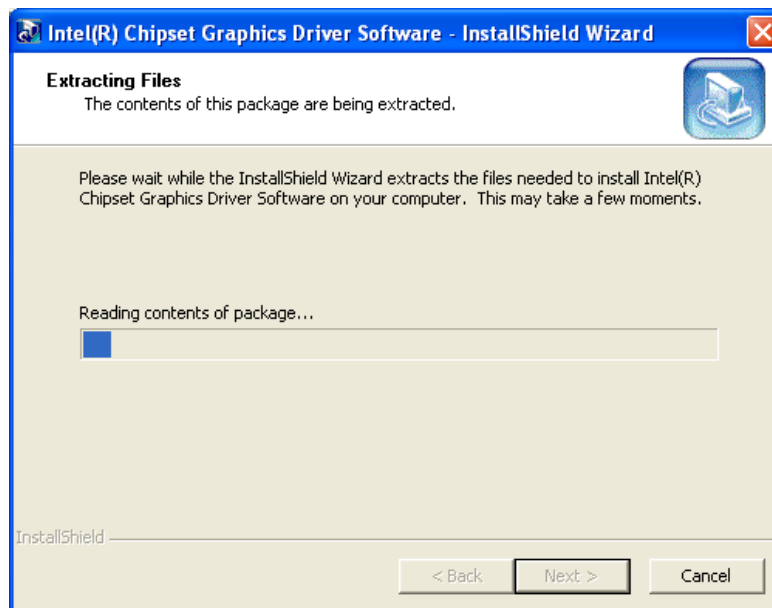 Intel(R) Chipset Graphics Driver Software - InstallShield Wizard
Extracting Files
The contents of this package are being extracted.
Please wait while the InstallShield Wizard extracts the files needed to install Intel(R)
Chipset Graphics Driver Software on your computer.  This may take a few moments.
Reading contents of package...
InstallShield
< Back
Next >
Cancel